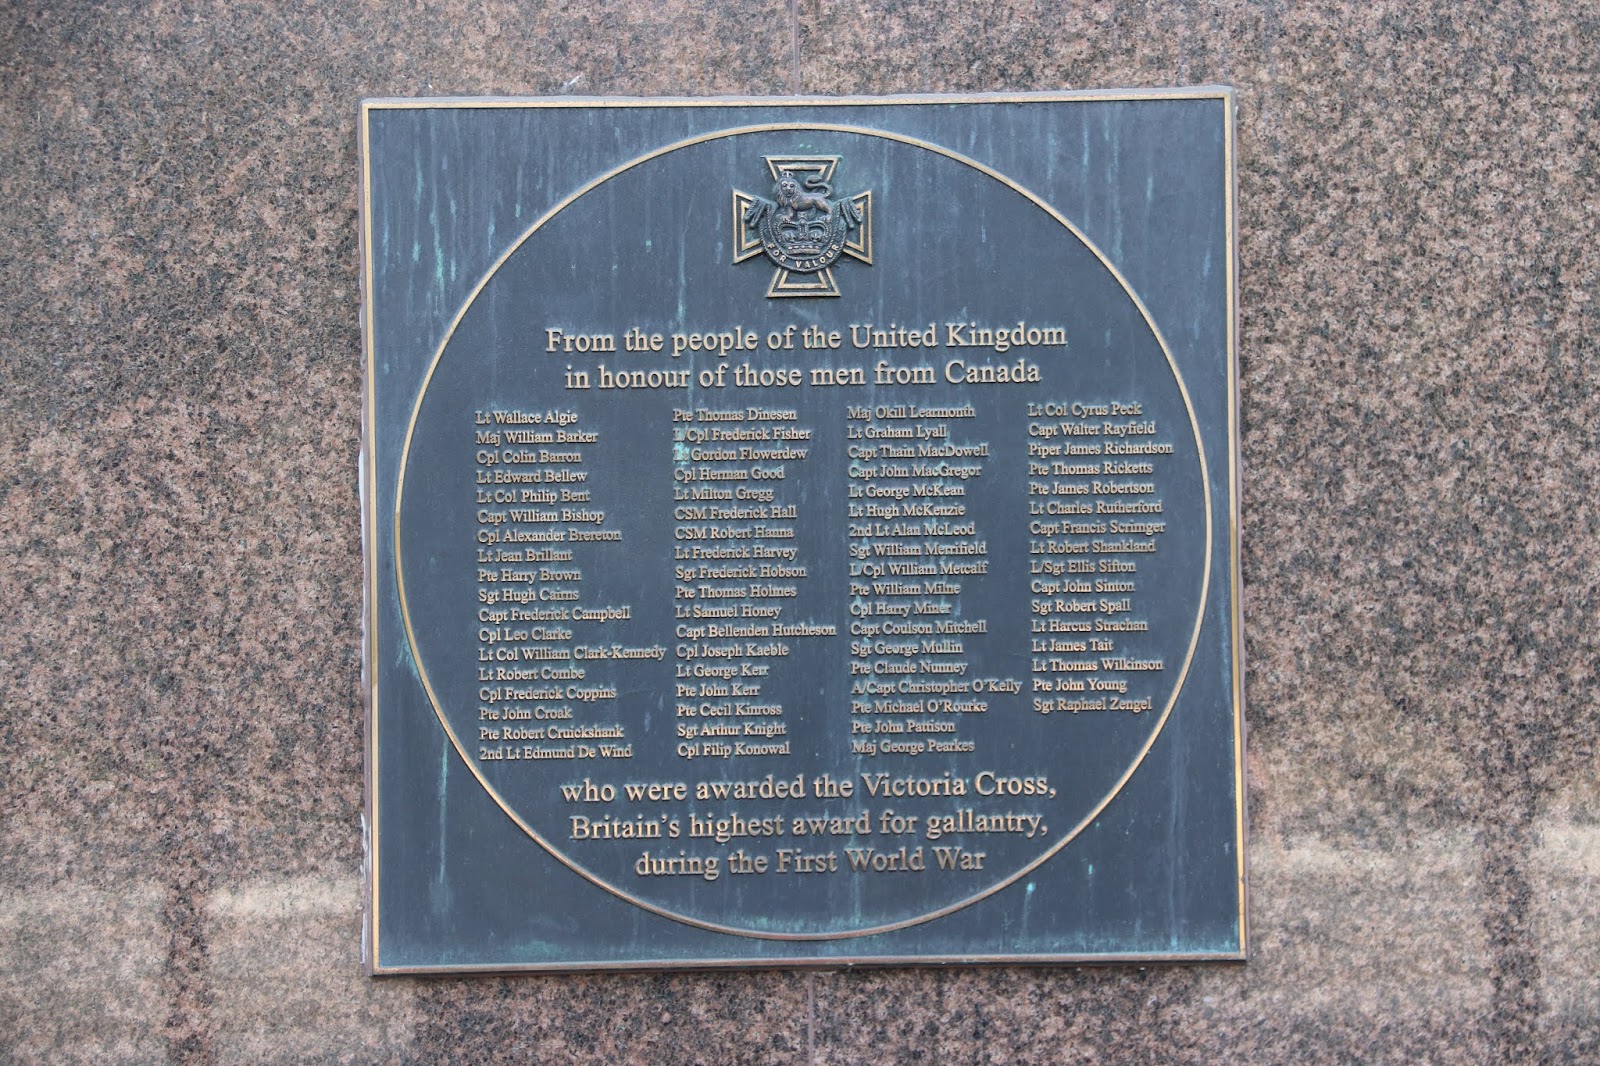 FOR VALOUR
From the people of the United Kingdom
in honour of those men from Canada
Lt Wallace Algie
Maj William Barker
Cpl Colin Barron
Lt Edward Bellew
Lt Col Philip Bent
Capt William Bishop
Cpl Alexander Brereton
Lt Jean Brillant
Pte Harry Brown
Sgt Hugh Cairns
Capt Frederick Campbell
Cpl Leo Clarke
Lt Col William Clark-Kennedy
Lt Robert Combe
Cpl Frederick Coppins
Pte John Croak
Pte Robert Cruickshank
2nd Lt Edmund De Wind
Pte Thomas Dinesen
L/Cpl Frederick Fisher
Lt Gordon Flowerdew
Cpl Herman Good
Lt Milton Gregg
CSM Frederick Hall
CSM Robert Hanna
Lt Frederick Harvey
Sgt Frederick Hobson
Pte Thomas Holmes
Lt Samuel Honey
Capt Bellenden Hutcheson
Cpl Joseph Kaeble
Lt George Kerr
Pte John Kerr
Pte Cecil Kinross
Sgt Arthur Knight
Cpl Filip Konowal
Maj Okill Learmonth
Lt Graham Lyall
Capt Thain MacDowell
Capt John MacGregor
Lt George McKean
Lt Hugh McKenzie
2nd Lt Alan McLeod
Sgt William Merrifield
L/Cpl William Metcalf
Pte William Milne
Cpl Harry Miner
Capt Coulson Mitchell
Sgt George Mullin
Pte Claude Nunney
A/Capt Christopher O'Kelly
Pte Michael O'Rourke
Pte John Pattison
Maj George Pearkes
Lt Col Cyrus Peck
Capt Walter Rayfield
Piper James Richardson
Pte Thomas Ricketts
Pte James Robertson
Lt Charles Rutherford
Capt Francis Scrimger
Lt Robert Shankland
L/Sgt Ellis Sifton
Capt John Sinton
Sgt Robert Spall
Lt Harcus Strachan
Lt James Tait
Lt Thomas Wilkinson
Pte John Young
Sgt Raphael Zengel
who were awarded the Victoria Cross,
Britain's highest award for gallantry,
during the First World War